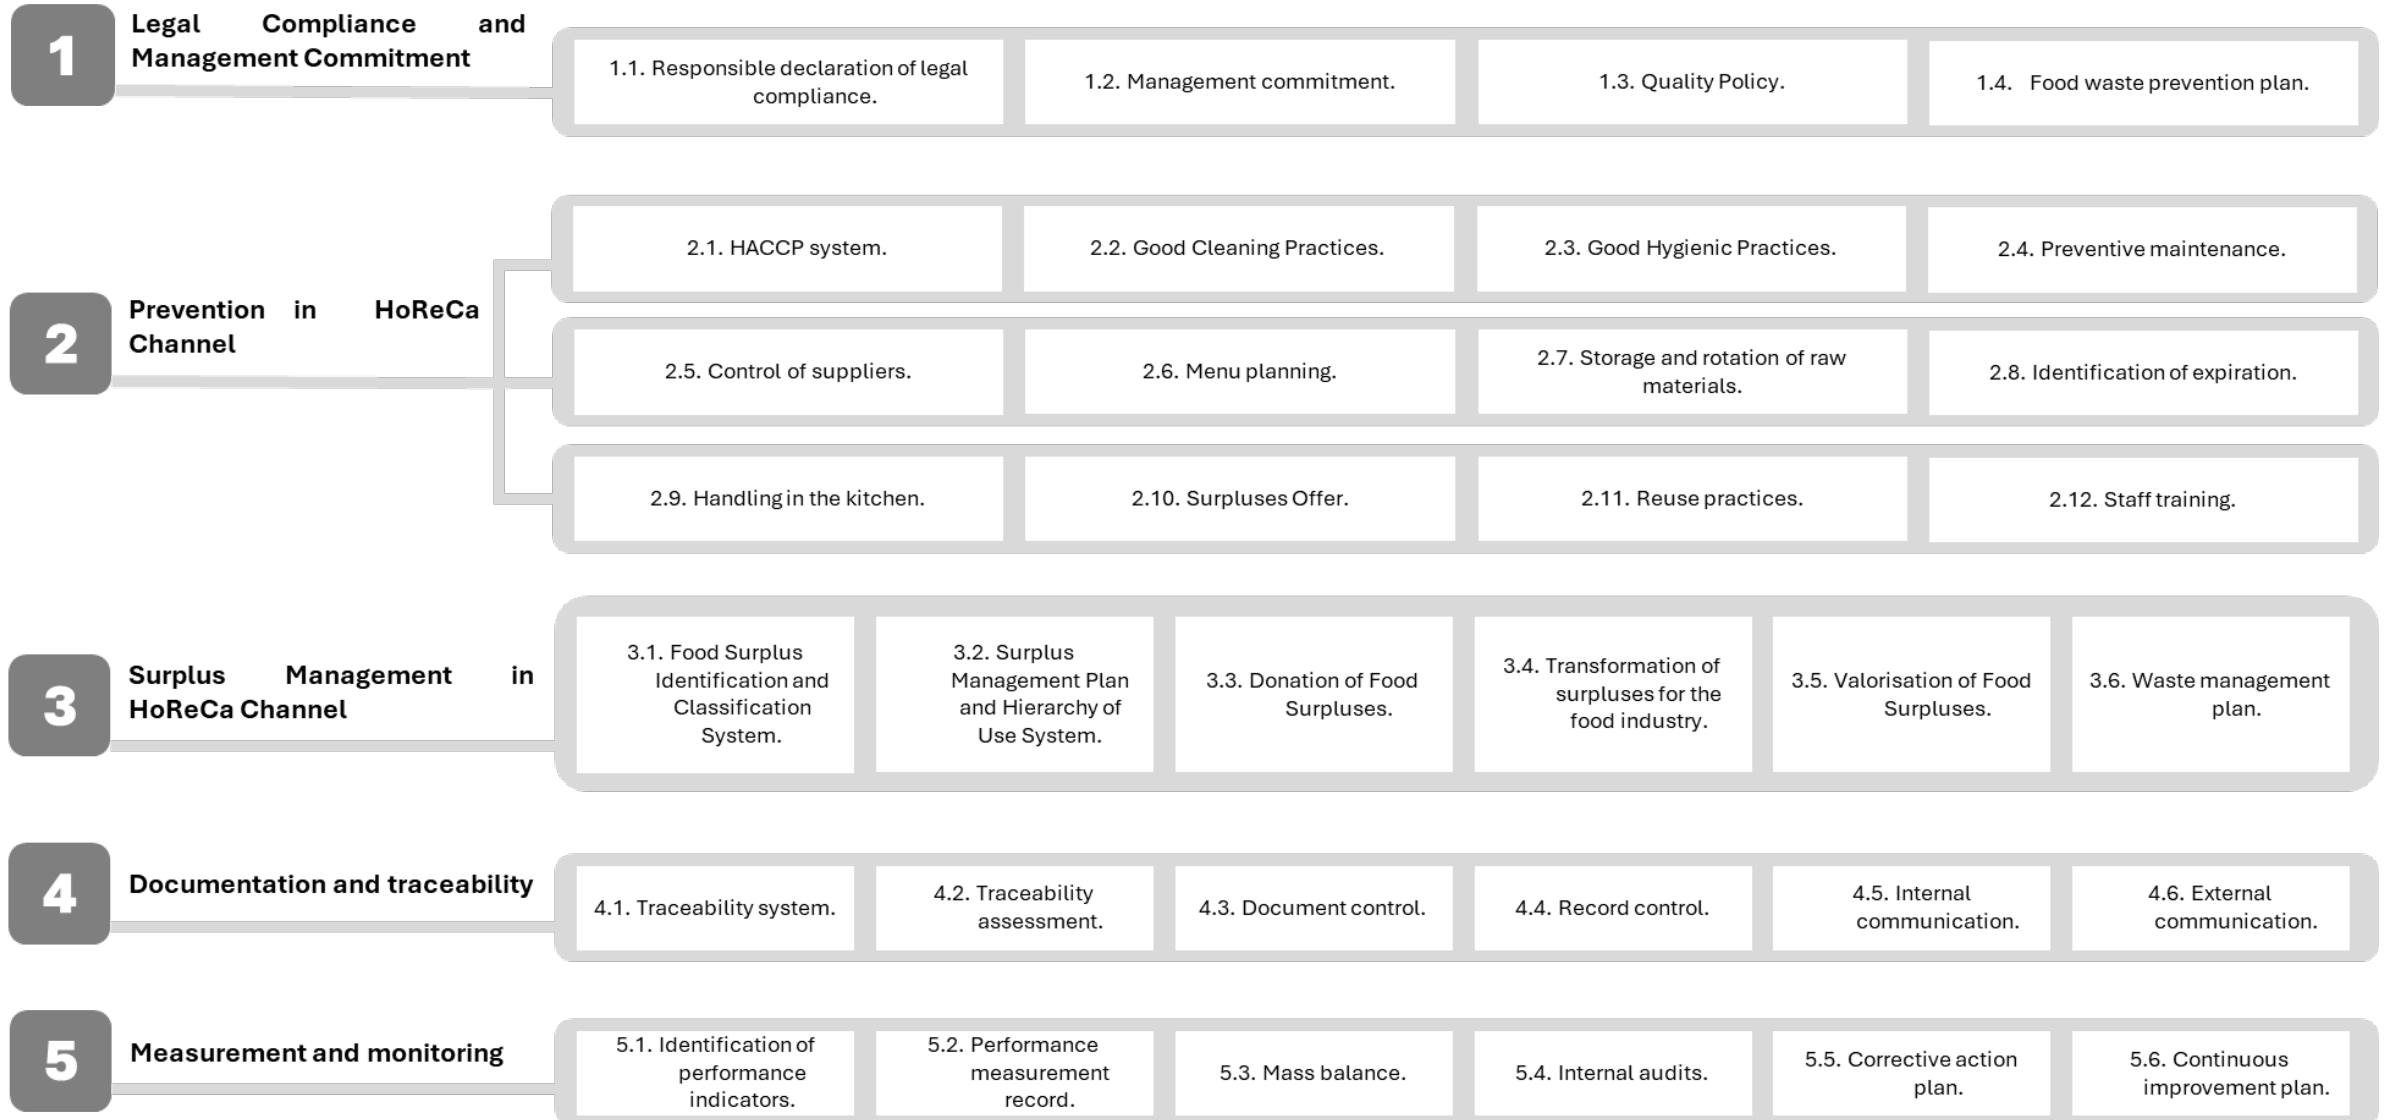 1
Legal Compliance and
Management Commitment
1.1. Responsible declaration of legal
compliance.
1.2. Management commitment.
1.3. Quality Policy.
1.4. Food waste prevention plan.
2
Prevention in HoReCa
Channel
2.1. HACCP system.
2.2. Good Cleaning Practices.
2.3. Good Hygienic Practices.
2.4. Preventive maintenance.
2.5. Control of suppliers.
2.6. Menu planning.
2.7. Storage and rotation of raw
materials.
2.8. Identification of expiration.
2.9. Handling in the kitchen.
2.10. Surpluses Offer.
2.11. Reuse practices.
2.12. Staff training.
3
Surplus Management in
HoReCa Channel
3.1. Food Surplus
Identification and
Classification
System.
3.2. Surplus
Management Plan
and Hierarchy of
Use System.
3.3. Donation of Food
Surpluses.
3.4. Transformation of
surpluses for the
food industry.
3.5. Valorisation of Food
Surpluses.
3.6. Waste management
plan.
4
Documentation and traceability
4.1. Traceability system.
4.2. Traceability
assessment.
4.3. Document control.
4.4. Record control.
4.5. Internal
communication.
4.6. External
communication.
5
Measurement and monitoring
5.1. Identification of
performance
indicators.
5.2. Performance
measurement
record.
5.3. Mass balance.
5.4. Internal audits.
5.5. Corrective action
plan.
5.6. Continuous
improvement plan.